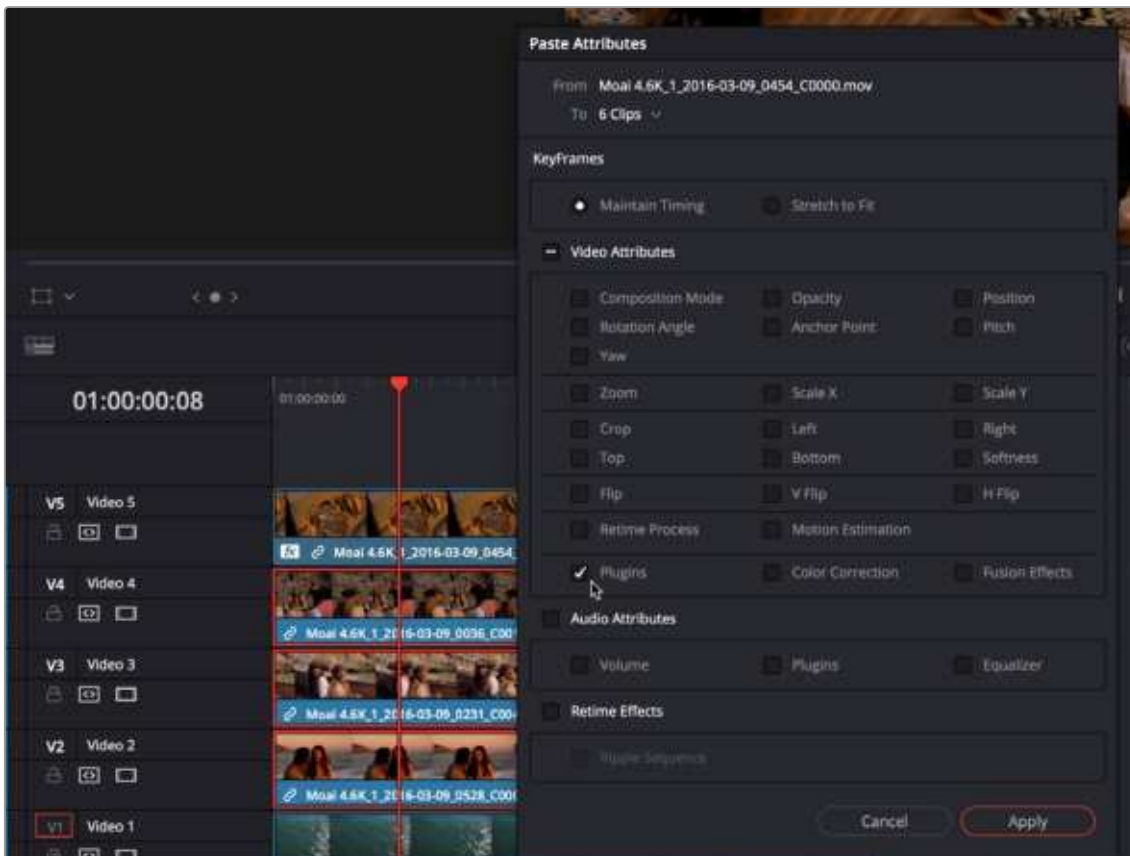 Paste Attributes
From Moai 4.6K_1_2016-03-09_0454_C0000.mov
To 6 Clips
KeyFrames
Maintain Timing Stretch to Fit
Video Attributes
Composition Mode Opacity Position
Rotation Angle Anchor Point Pitch
Yaw
Zoom Scale X Scale Y
Crop Left Right
Top Bottom Softness
Flip V Flip H Flip
Retime Process Motion Estimation
Plugins Color Correction Fusion Effects
Audio Attributes
Volume Plugins Equalizer
Retime Effects
Ripple Sequence
Cancel Apply
01:00:00:08
01:00:00:00
V5 Video 5
fx Moai 4.6K_1_2016-03-09_0454_
V4 Video 4
Moai 4.6K_1_2016-03-09_0036_C00
V3 Video 3
Moai 4.6K_1_2016-03-09_0231_C00
V2 Video 2
Moai 4.6K_1_2016-03-09_0528_C00
V1 Video 1